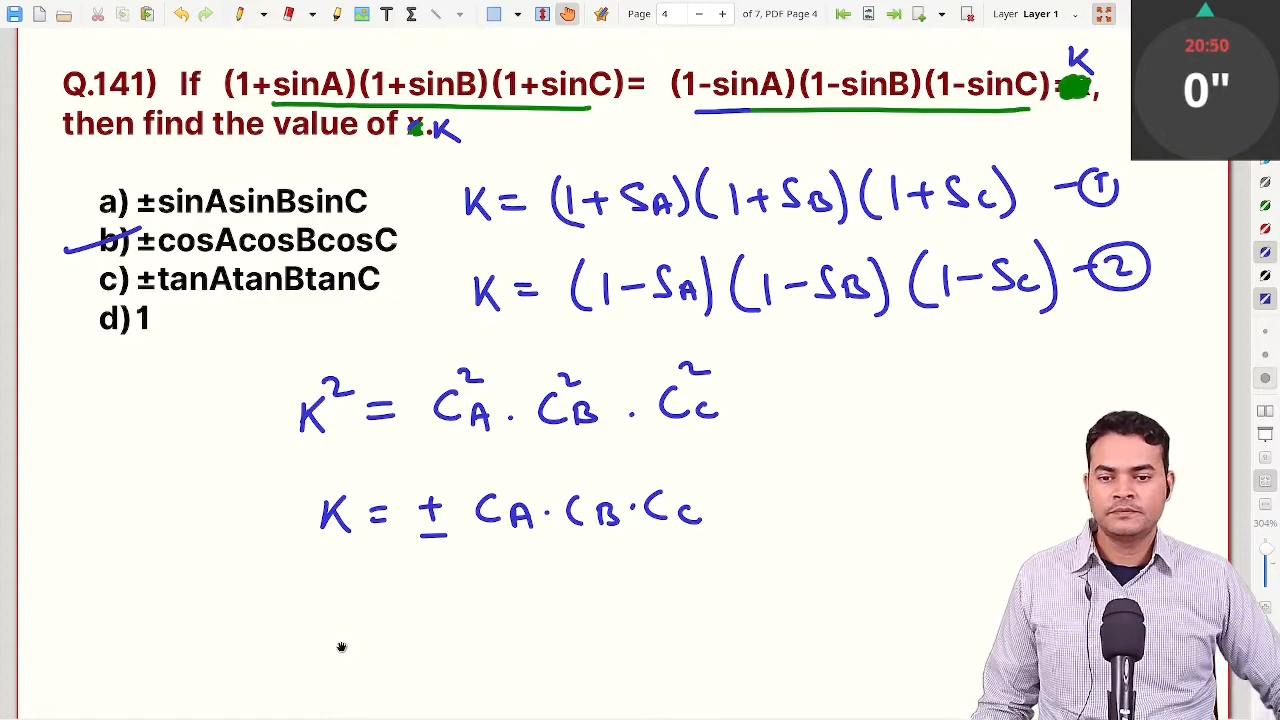 Page 4 of 7 PDF Page 4 Layer Layer 1
20:50
0"
K
Q.141) If (1+sinA)(1+sinB)(1+sinC)= (1-sinA)(1-sinB)(1-sinC)=
then find the value of K
a) ±sinAsinBsinC
b) ±cosAcosBcosC
c) ±tanAtanBtanC
d) 1
K = (1+SA)(1+SB)(1+SC) -①
K = (1-SA)(1-SB)(1-SC) -②
K² = C²A . C²B . C²C
K = ± CA . CB . CC
304%